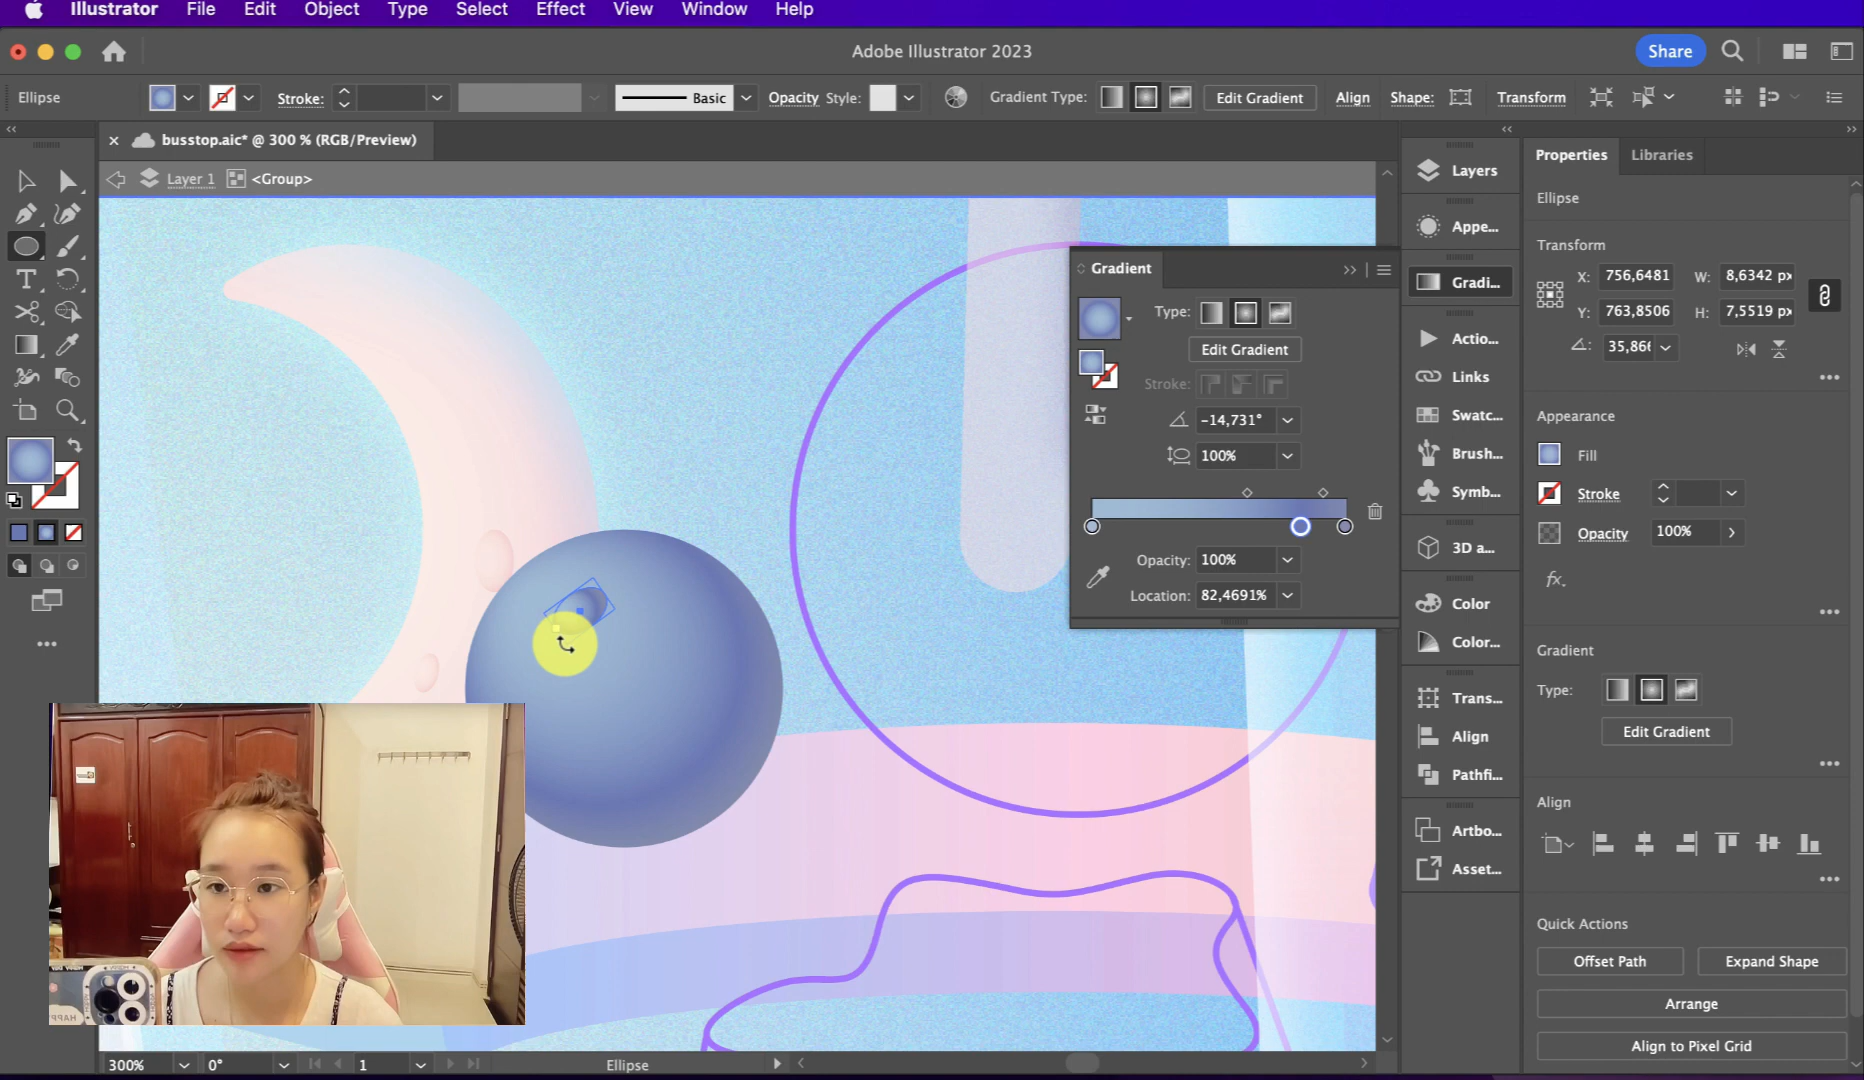 Illustrator File Edit Object Type Select Effect View Window Help
Adobe Illustrator 2023
Share
Ellipse
Stroke:
Basic
Opacity Style:
Gradient Type:
Edit Gradient
Align
Shape:
Transform
busstop.aic* @ 300 % (RGB/Preview)
Layer 1
<Group>
Gradient
Type:
Edit Gradient
Stroke:
-14,731°
100%
Opacity: 100%
Location: 82,4691%
Layers
Appe...
Gradi...
Actio...
Links
Swatc...
Brush...
Symb...
3D a...
Color
Color...
Trans...
Align
Pathfi...
Artbo...
Asset...
Properties Libraries
Ellipse
Transform
X: 756,6481 W: 8,6342 px
Y: 763,8506 H: 7,5519 px
Appearance
Fill
Stroke
Opacity 100%
fx.
Gradient
Type:
Edit Gradient
Align
Quick Actions
Offset Path Expand Shape
Arrange
Align to Pixel Grid
300% 0° 1 Ellipse